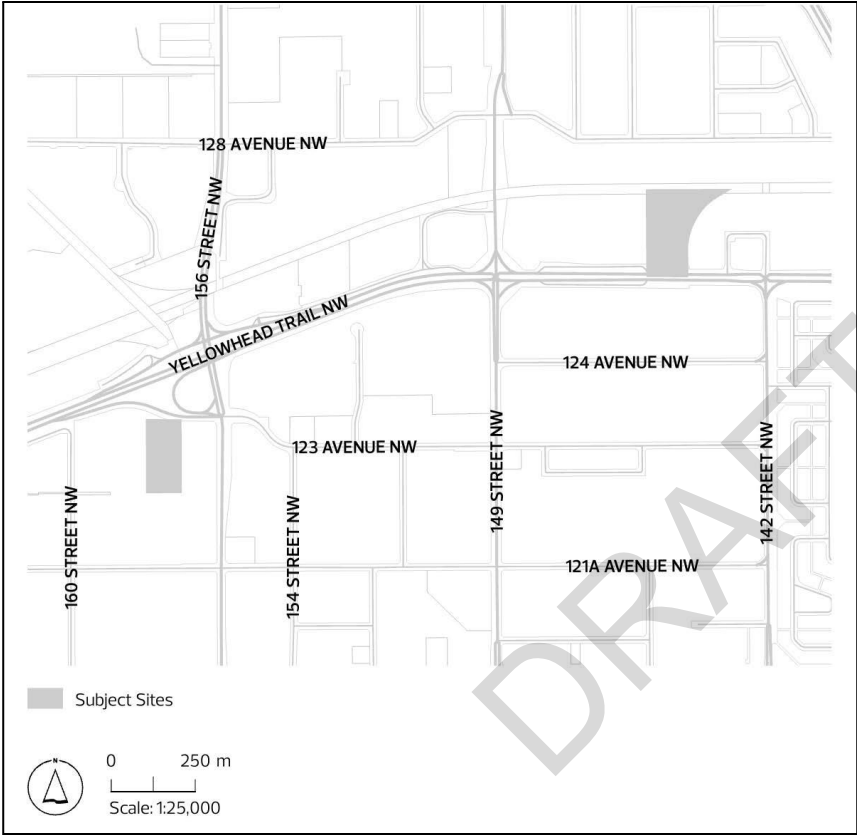 128 AVENUE NW
156 STREET NW
YELLOWHEAD TRAIL NW
124 AVENUE NW
123 AVENUE NW
149 STREET NW
142 STREET NW
160 STREET NW
154 STREET NW
121A AVENUE NW
DRAFT
Subject Sites
N
0 250 m
Scale: 1:25,000